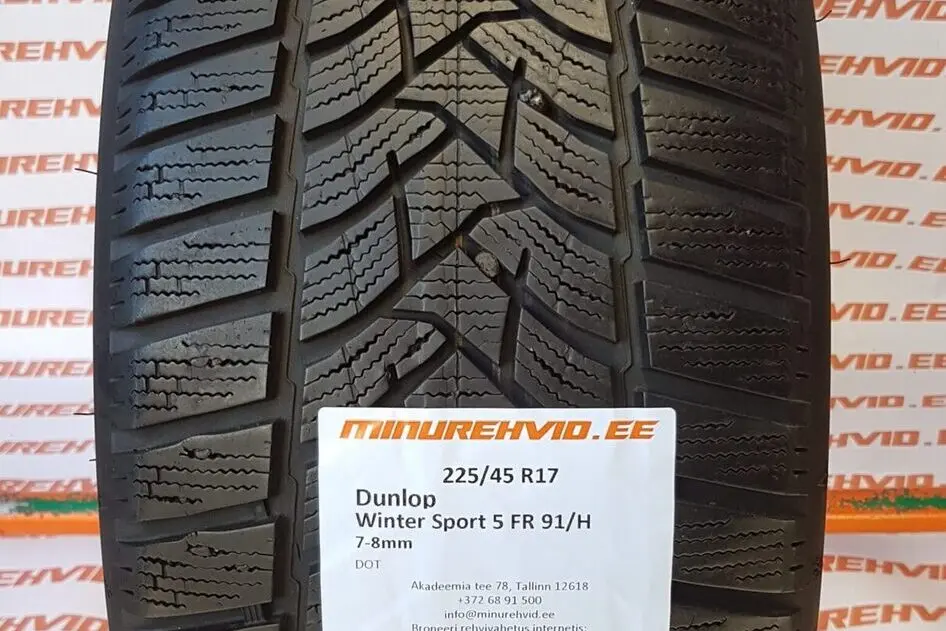 MINUREHVID.EE
225/45 R17
Dunlop
Winter Sport 5 FR 91/H
7-8mm
DOT
Akadeemia tee 78, Tallinn 12618
+372 68 91 500
info@minurehvid.ee
Broneeri rehvivahetus internetis: